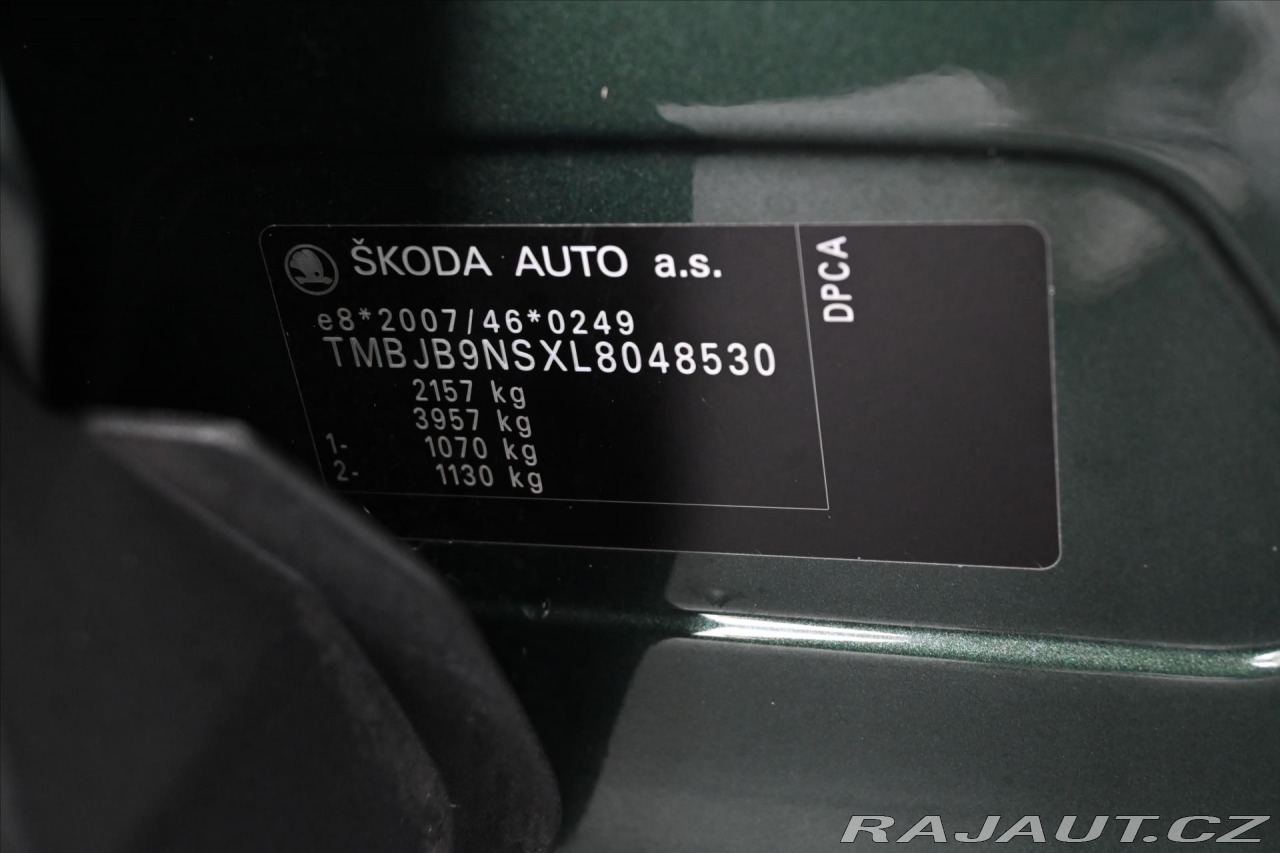 ŠKODA AUTO a.s.
DPCA
e8*2007/46*0249
TMBJB9NSXL8048530
2157 kg
3957 kg
1- 1070 kg
2- 1130 kg
RAJAUT.CZ